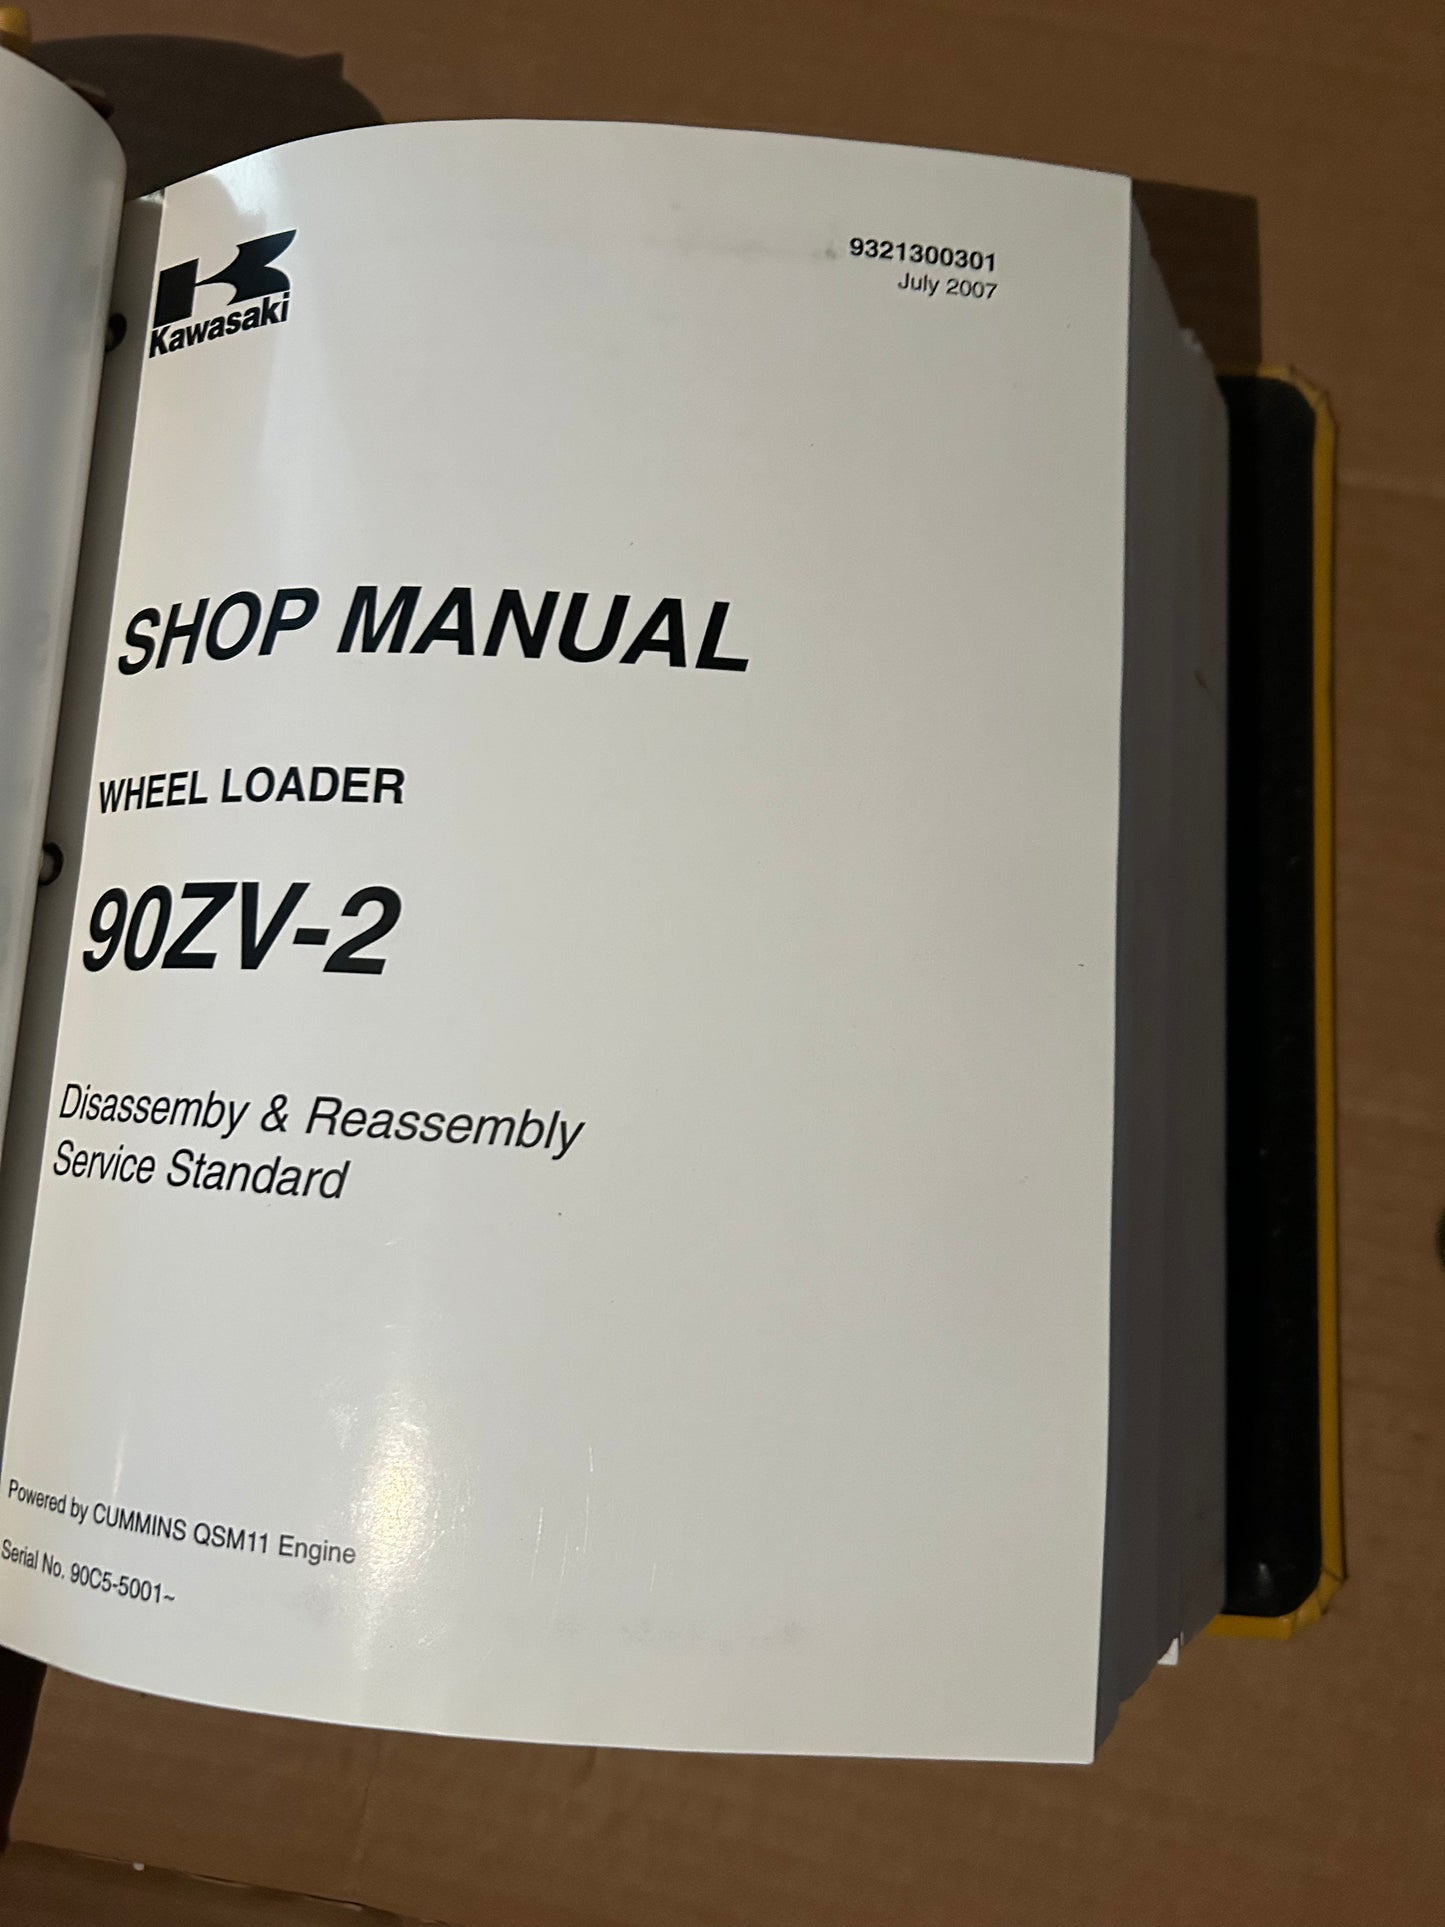 Kawasaki
9321300301
July 2007
SHOP MANUAL
WHEEL LOADER
90ZV-2
Disassemby & Reassembly
Service Standard
Powered by CUMMINS QSM11 Engine
Serial No. 90C5-5001~